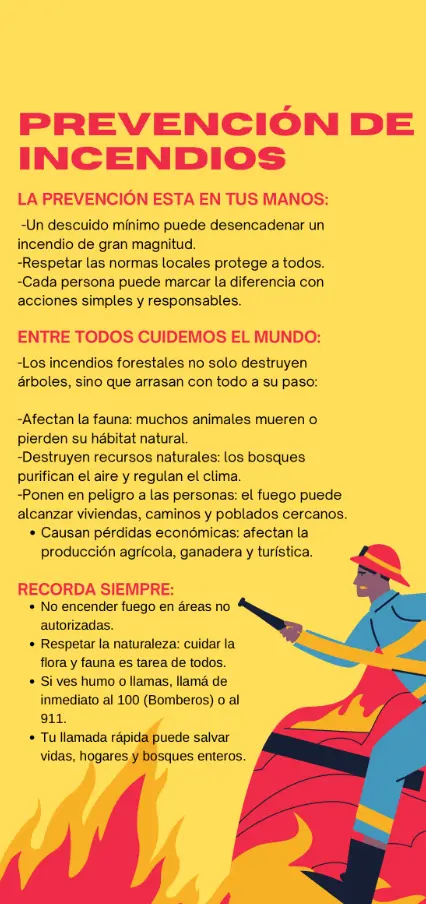 PREVENCIÓN DE
INCENDIOS
LA PREVENCIÓN ESTA EN TUS MANOS:
-Un descuido mínimo puede desencadenar un
incendio de gran magnitud.
-Respetar las normas locales protege a todos.
-Cada persona puede marcar la diferencia con
acciones simples y responsables.
ENTRE TODOS CUIDEMOS EL MUNDO:
-Los incendios forestales no solo destruyen
árboles, sino que arrasan con todo a su paso:
-Afectan la fauna: muchos animales mueren o
pierden su hábitat natural.
-Destruyen recursos naturales: los bosques
purifican el aire y regulan el clima.
-Ponen en peligro a las personas: el fuego puede
alcanzar viviendas, caminos y poblados cercanos.
• Causan pérdidas económicas: afectan la
producción agrícola, ganadera y turística.
RECORDA SIEMPRE:
• No encender fuego en áreas no
autorizadas.
• Respetar la naturaleza: cuidar la
flora y fauna es tarea de todos.
• Si ves humo o llamas, llamá de
inmediato al 100 (Bomberos) o al
911.
• Tu llamada rápida puede salvar
vidas, hogares y bosques enteros.